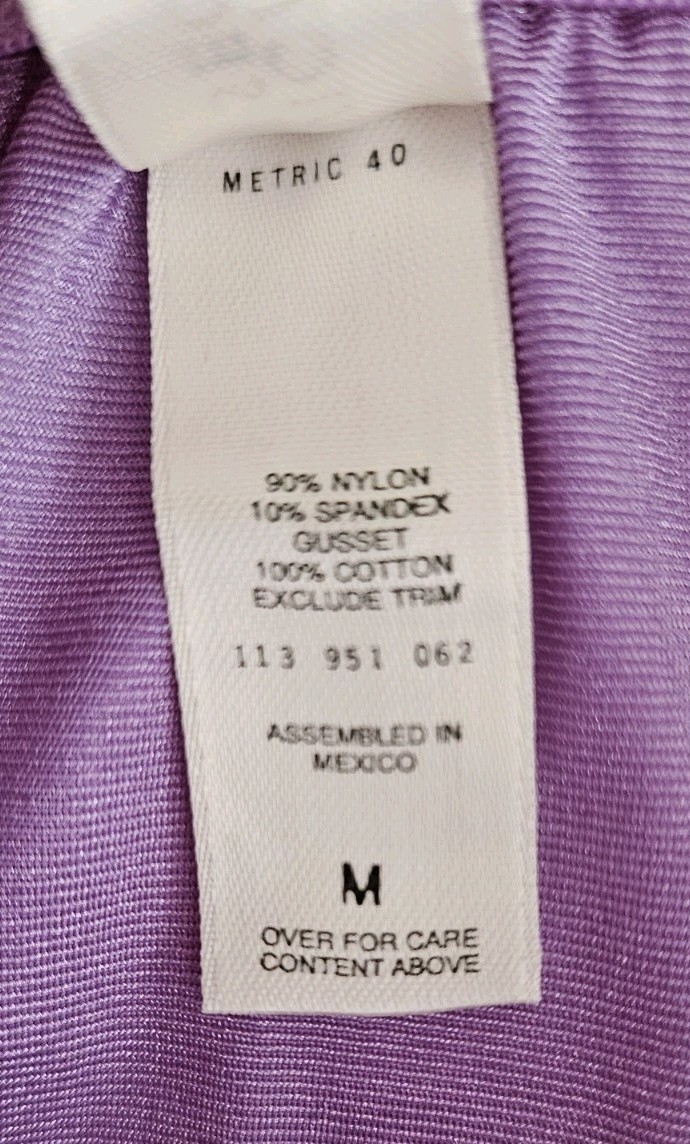 METRIC 40
90% NYLON
10% SPANDEX
GUSSET
100% COTTON
EXCLUDE TRIM
113 951 062
ASSEMBLED IN
MEXICO
M
OVER FOR CARE
CONTENT ABOVE